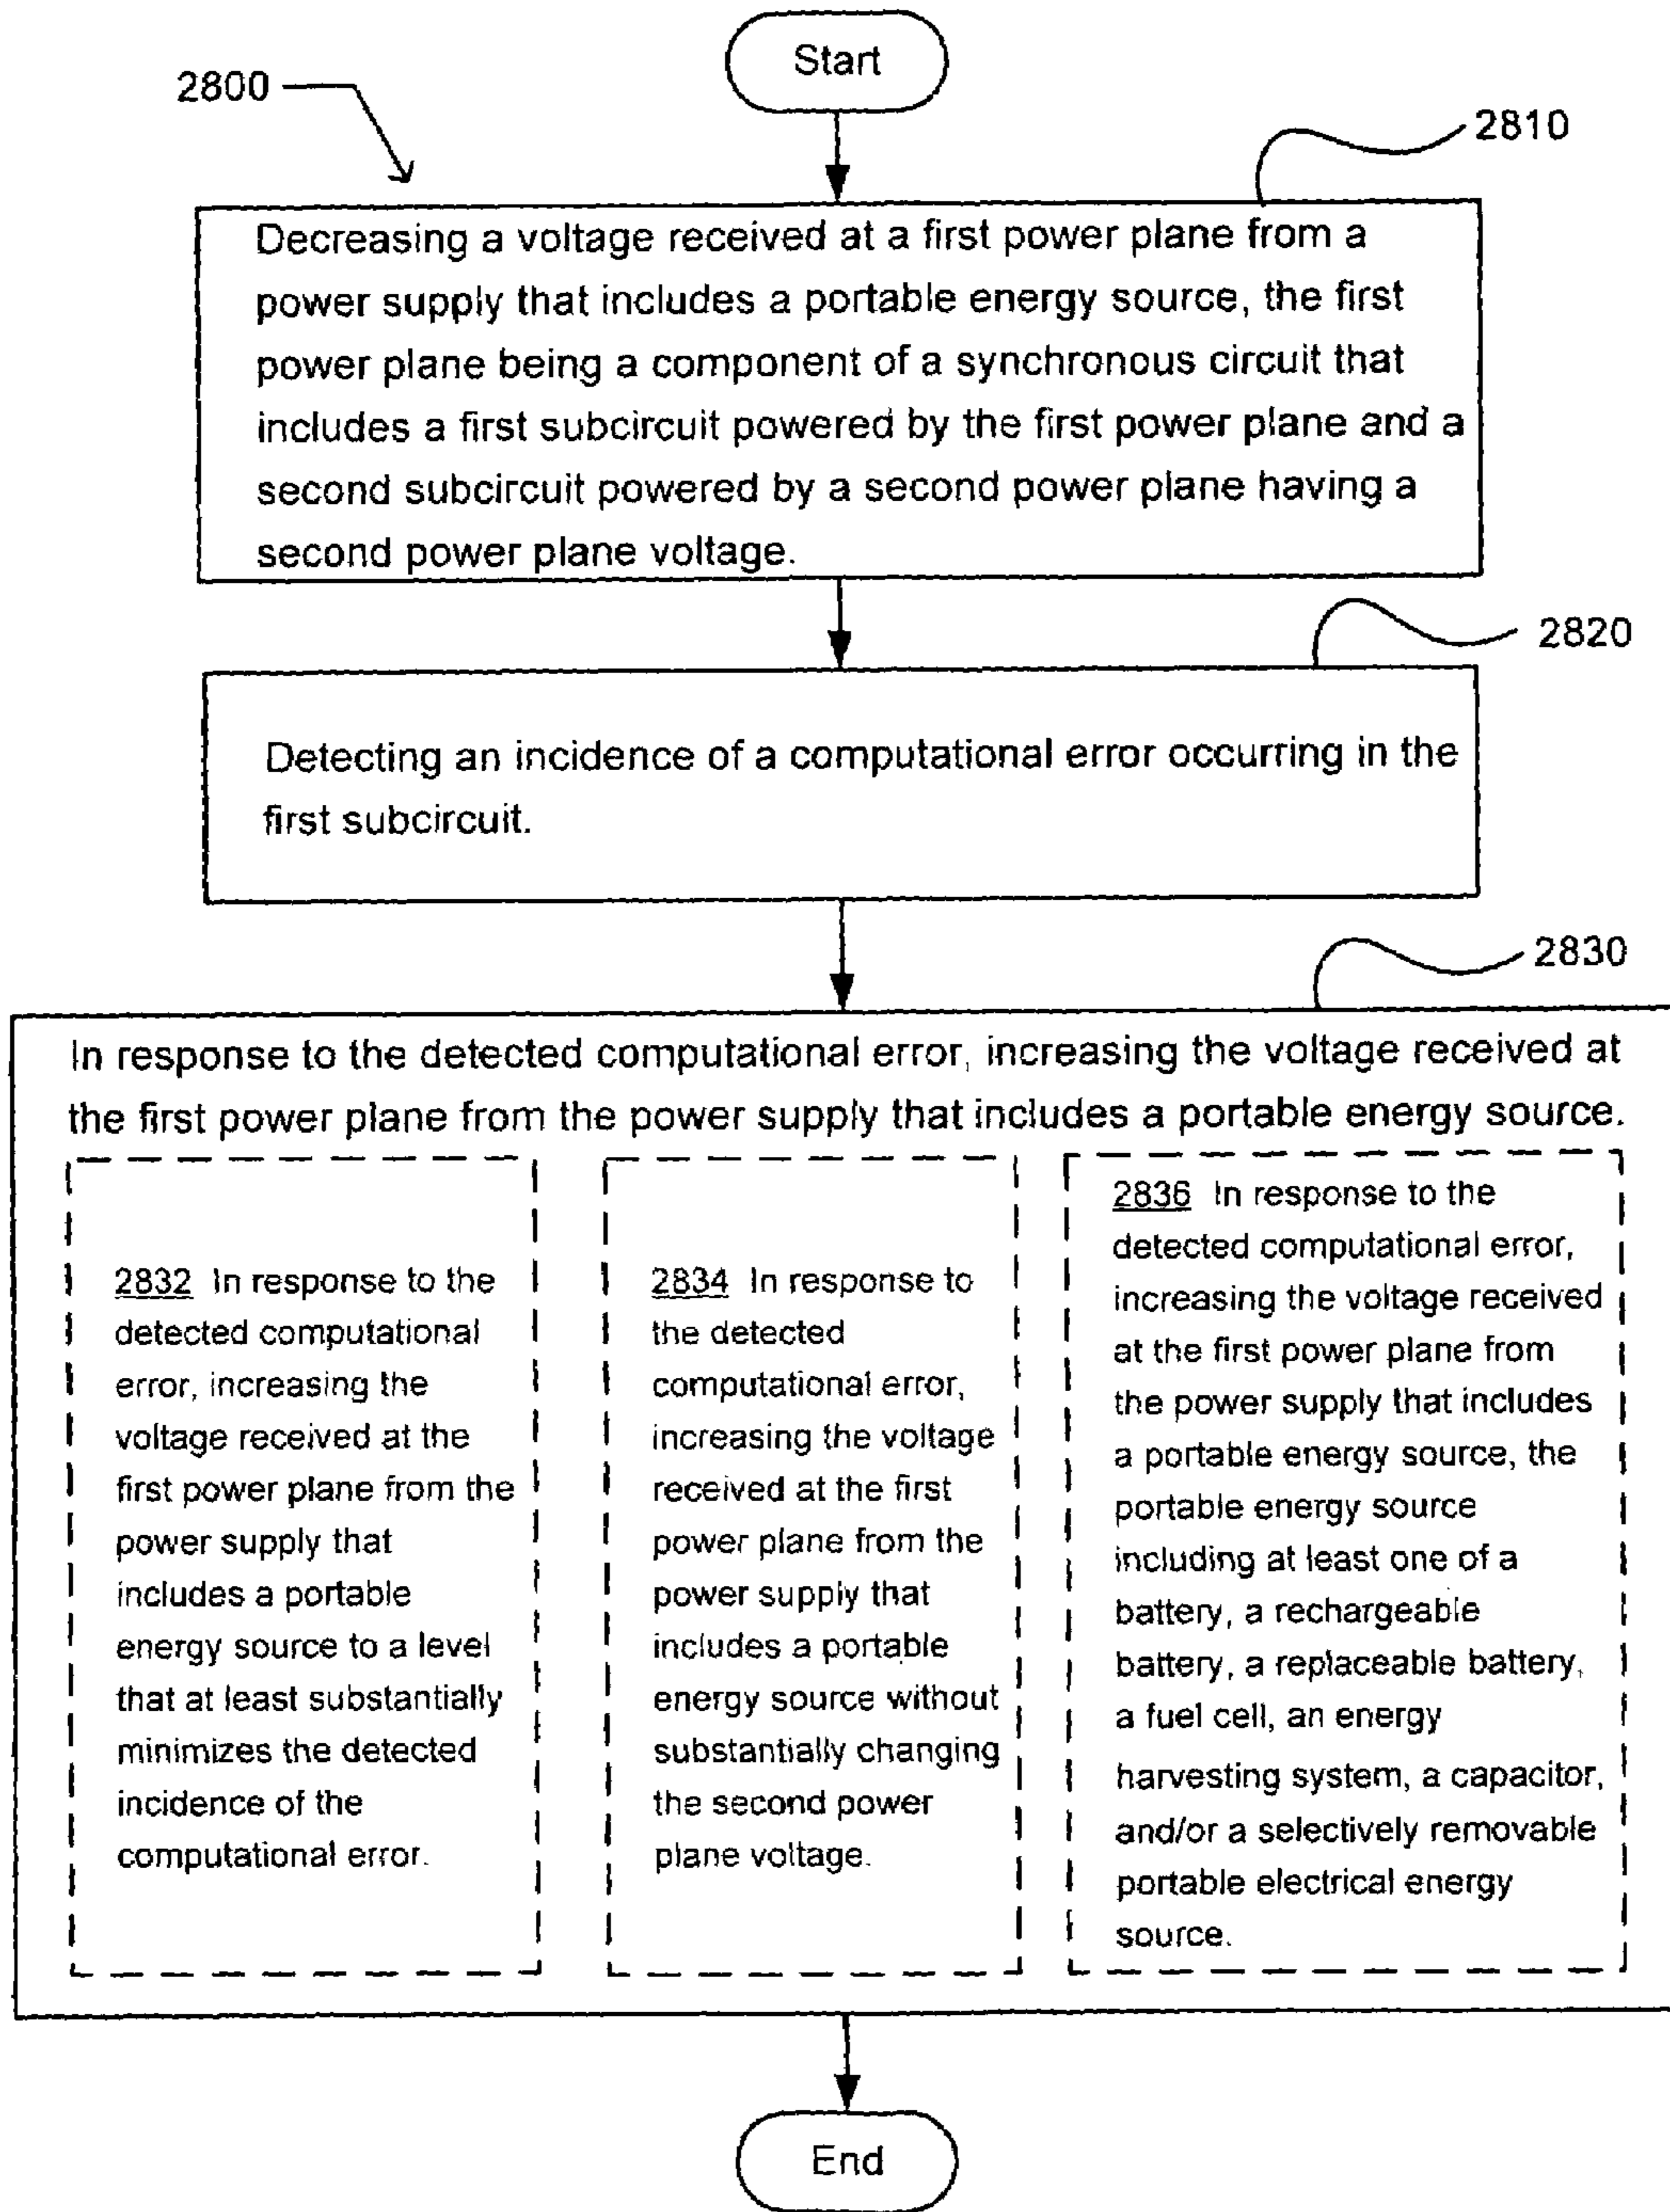 Start
2800
2810
Decreasing a voltage received at a first power plane from a
power supply that includes a portable energy source, the first
power plane being a component of a synchronous circuit that
includes a first subcircuit powered by the first power plane and a
second subcircuit powered by a second power plane having a
second power plane voltage.
2820
Detecting an incidence of a computational error occurring in the
first subcircuit.
2830
In response to the detected computational error, increasing the voltage received at
the first power plane from the power supply that includes a portable energy source.
2832 In response to the
detected computational
error, increasing the
voltage received at the
first power plane from the
power supply that
includes a portable
energy source to a level
that at least substantially
minimizes the detected
incidence of the
computational error.
2834 In response to
the detected
computational error,
increasing the voltage
received at the first
power plane from the
power supply that
includes a portable
energy source without
substantially changing
the second power
plane voltage.
2836 In response to the
detected computational error,
increasing the voltage received
at the first power plane from
the power supply that includes
a portable energy source, the
portable energy source
including at least one of a
battery, a rechargeable
battery, a replaceable battery,
a fuel cell, an energy
harvesting system, a capacitor,
and/or a selectively removable
portable electrical energy
source.
End